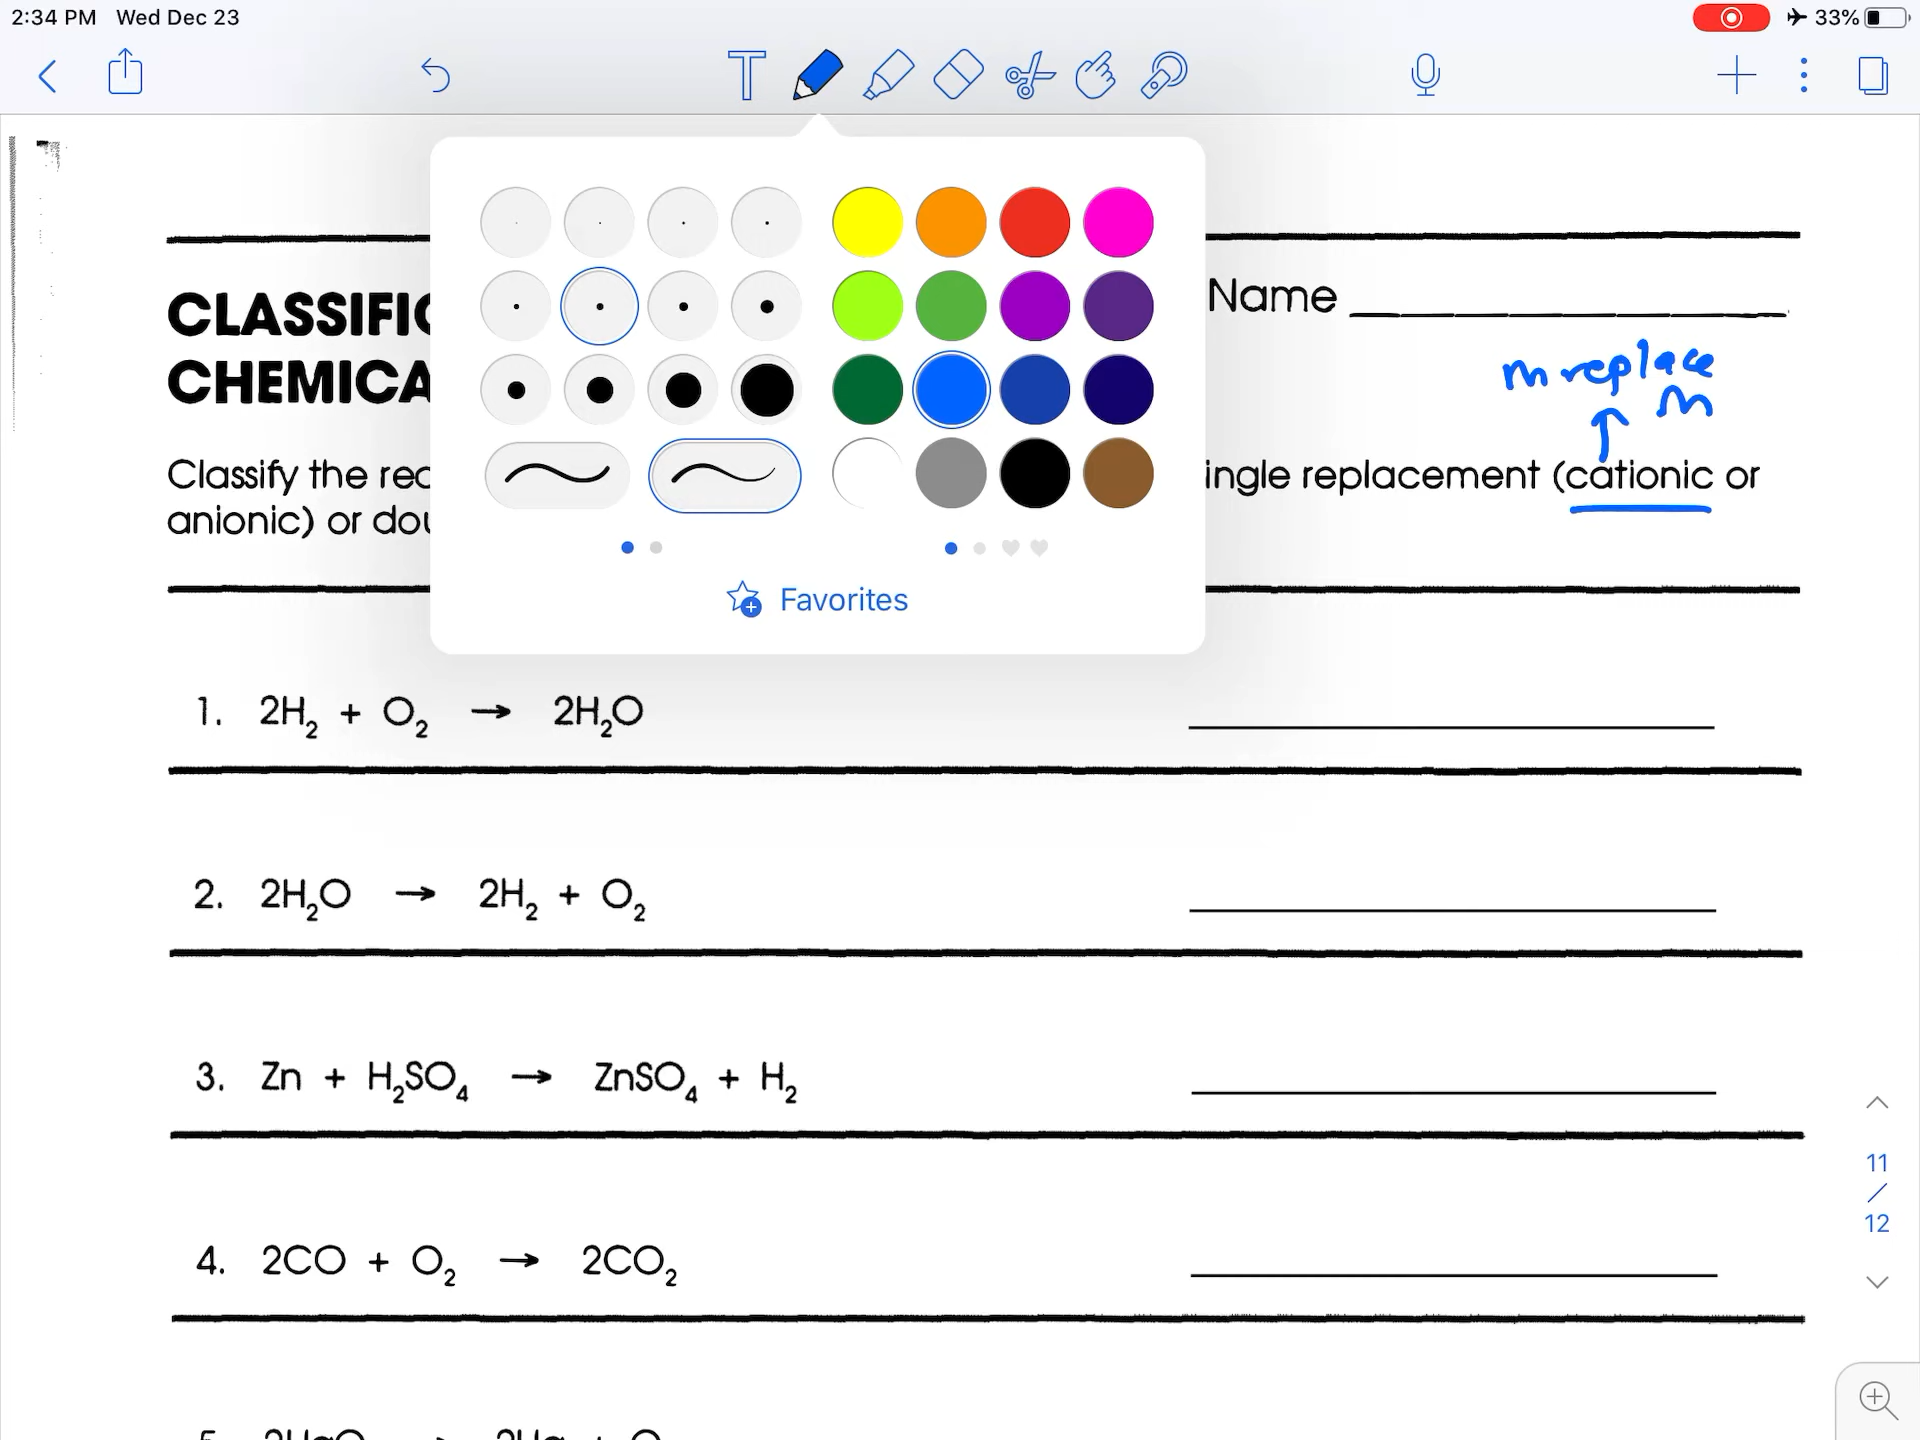 2:34 PM Wed Dec 23
33%
T
CLASSIFIC
CHEMICA
Name
m replace
m
Classify the rea
ingle replacement (cationic or
anionic) or dou
Favorites
1. 2H₂ + O₂ → 2H₂O
2. 2H₂O → 2H₂ + O₂
3. Zn + H₂SO₄ → ZnSO₄ + H₂
4. 2CO + O₂ → 2CO₂
11
/
12